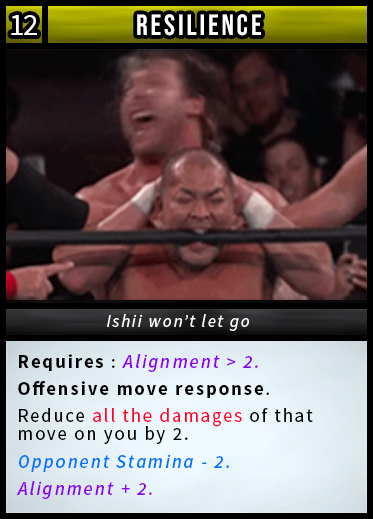 12 RESILIENCE
Ishii won't let go
Requires : Alignment > 2.
Offensive move response.
Reduce all the damages of that
move on you by 2.
Opponent Stamina - 2.
Alignment + 2.